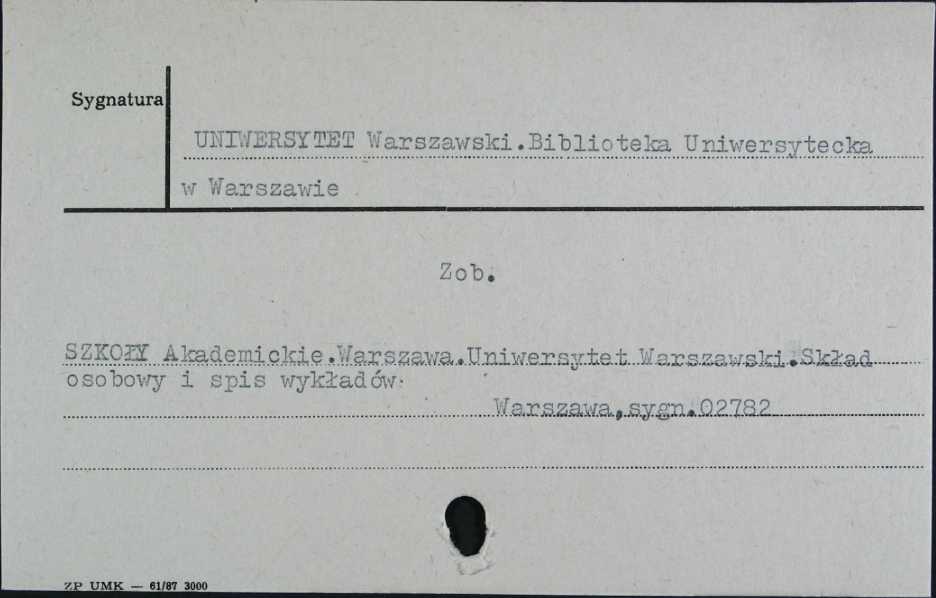 Sygnatura
UNIWERSYTET Warszawski.Biblioteka Uniwersytecka
w Warszawie
Zob.
SZKOŁY Akademickie.Warszawa.Uniwersytet Warszawski.Skład
osobowy i spis wykładów.
Warszawa,sygn.02782
ZP UMK — 61/87 3000